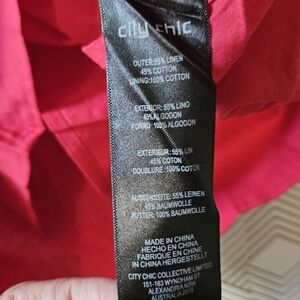 city chic
OUTER:55% LINEN
45% COTTON
LINING:100% COTTON
EXTERIOR: 55% LINO
45% ALGODON
FORRO: 100% ALGODON
EXTERIEUR: 55% LIN
45% COTON
DOUBLURE :100% COTON
AUSSENSEITE: 55% LEINEN
45% BAUMWOLLE
FUTTER: 100% BAUMWOLLE
MADE IN CHINA
HECHO EN CHINA
FABRIQUE EN CHINE
IN CHINA HERGESTELLT
CITY CHIC COLLECTIVE LIMITED
151-163 WYNDHAM ST
ALEXANDRIA NSW
AUSTRALIA 2015